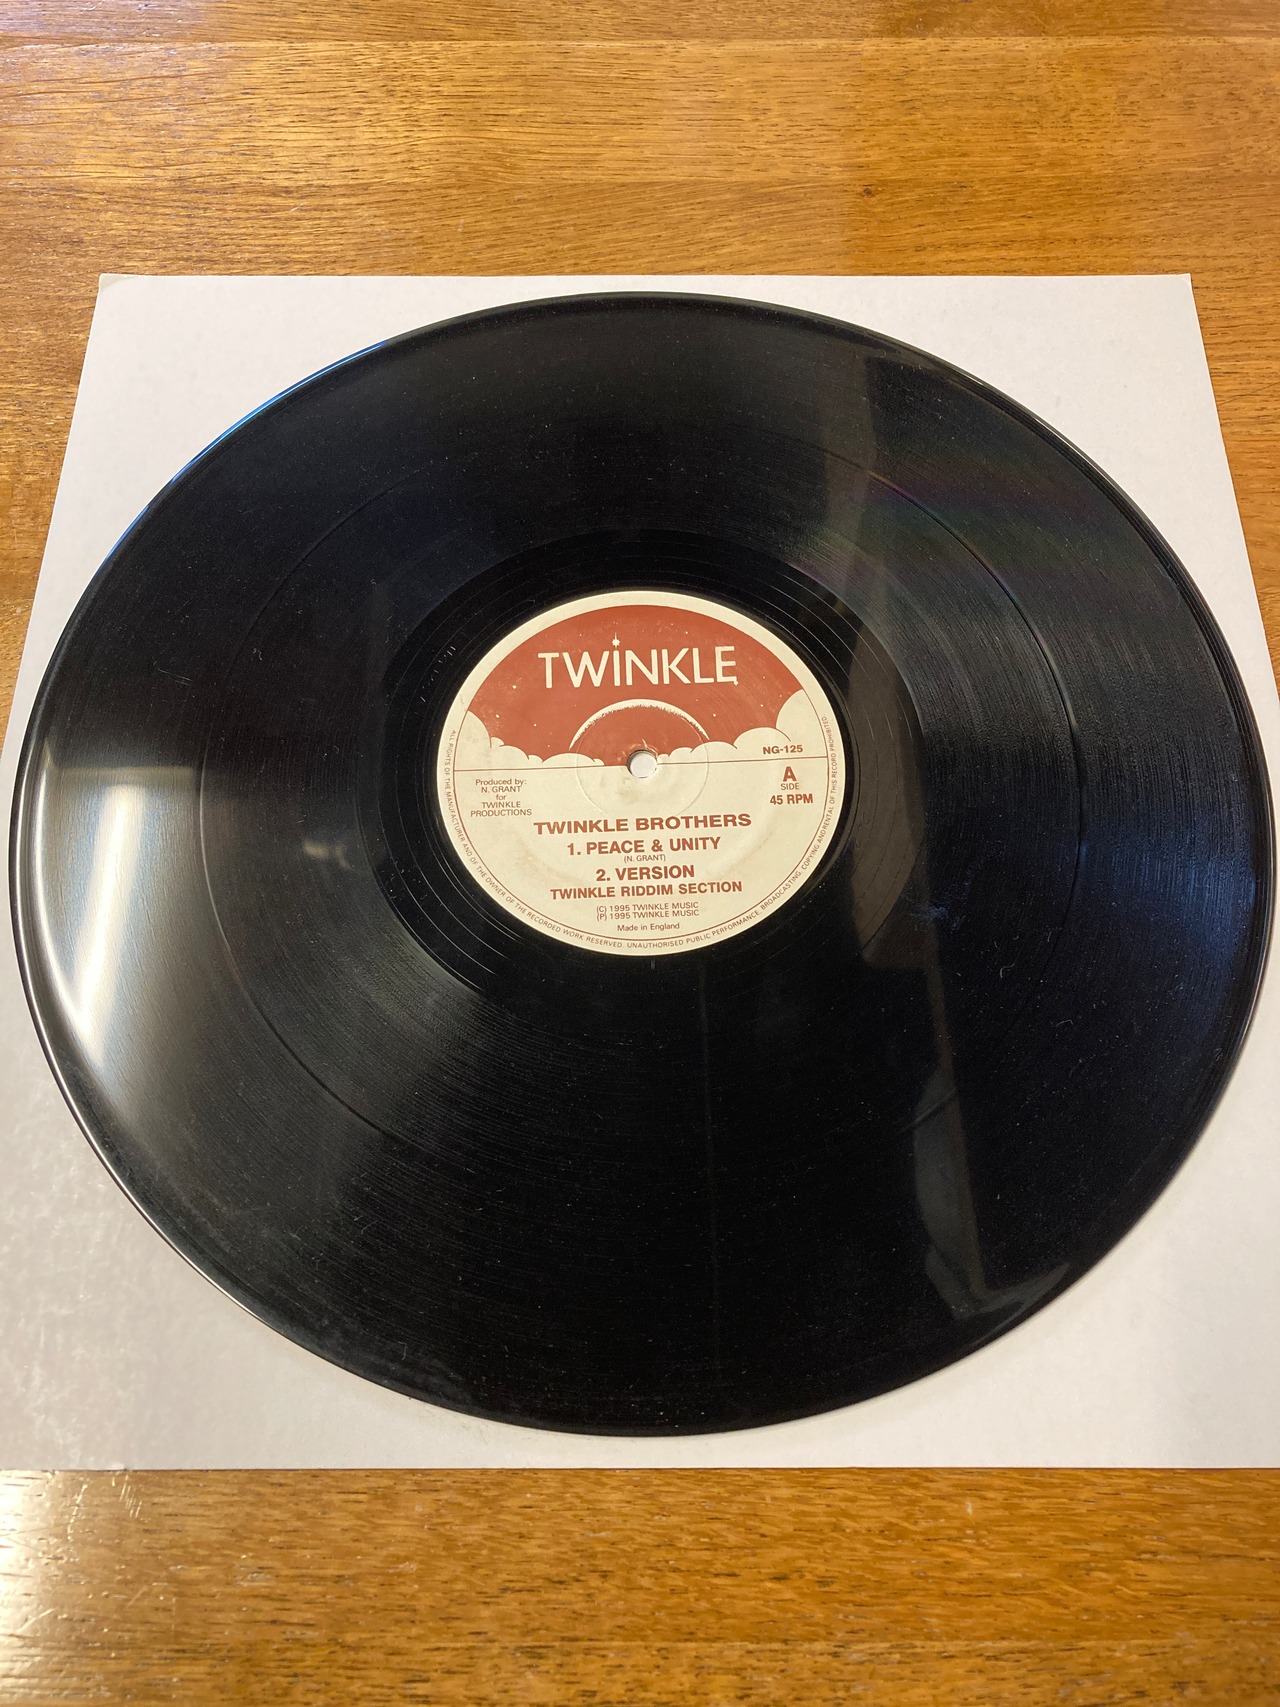 TWINKLE
NG-125
A
SIDE
45 RPM
Produced by:
N. GRANT
for
TWINKLE
PRODUCTIONS
TWINKLE BROTHERS
1. PEACE & UNITY
(N. GRANT)
2. VERSION
TWINKLE RIDDIM SECTION
(C) 1995 TWINKLE MUSIC
(P) 1995 TWINKLE MUSIC
Made in England
ALL RIGHTS OF THE MANUFACTURER AND OF THE OWNER OF THE RECORDED WORK RESERVED. UNAUTHORISED PUBLIC PERFORMANCE, BROADCASTING, COPYING AND RENTAL OF THIS RECORD PROHIBITED